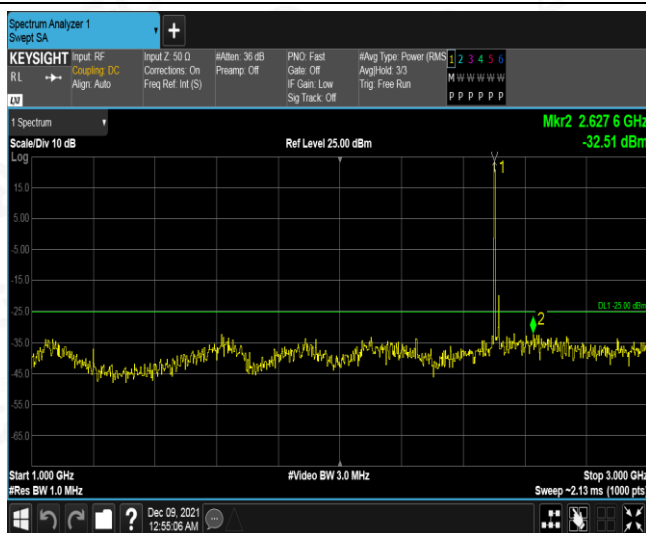 Spectrum Analyzer 1
Swept SA
KEYSIGHT
RL
LXI
Input: RF
Coupling: DC
Align: Auto
Input Z: 50 Ω
Corrections: On
Freq Ref: Int (S)
#Atten: 36 dB
Preamp: Off
PNO: Fast
Gate: Off
IF Gain: Low
Sig Track: Off
#Avg Type: Power (RMS
Avg|Hold: 3/3
Trig: Free Run
1 2 3 4 5 6
M W W W W W
P P P P P P
1 Spectrum
Mkr2 2.627 6 GHz
Scale/Div 10 dB
Ref Level 25.00 dBm
-32.51 dBm
Log
1
15.0
5.00
-5.00
-15.0
-25.0
DL1 -25.00 dBm
2
-35.0
-45.0
-55.0
-65.0
Start 1.000 GHz
#Video BW 3.0 MHz
Stop 3.000 GHz
#Res BW 1.0 MHz
Sweep ~2.13 ms (1000 pts)
?
Dec 09, 2021
12:55:06 AM